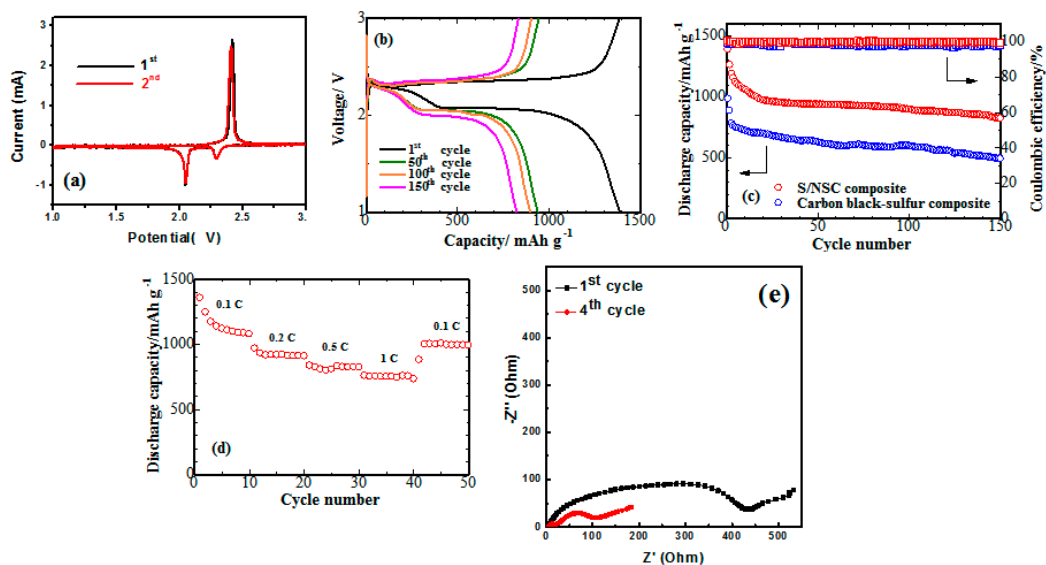 3
2
1
0
-1
Current (mA)
1st
2nd
(a)
1.0
1.5
2.0
2.5
3.
Potential( V)
(b)
3
2
1
Voltage/ V
1st cycle
50th cycle
100th cycle
150th cycle
0
500
1000
1500
Capacity/ mAh g-1
1500
1000
500
0
Discharge capacity/mAh g-1
100
80
60
40
20
Coulombic efficiency/%
(c)
S/NSC composite
Carbon black-sulfur composite
0
50
100
150
Cycle number
1500
1000
500
0
Discharge capacity/mAh g-1
0.1 C
0.2 C
0.5 C
1 C
0.1 C
(d)
0
10
20
30
40
50
Cycle number
1st cycle
4th cycle
(e)
500
400
300
200
100
0
-Z'' (Ohm)
0
100
200
300
400
500
Z' (Ohm)